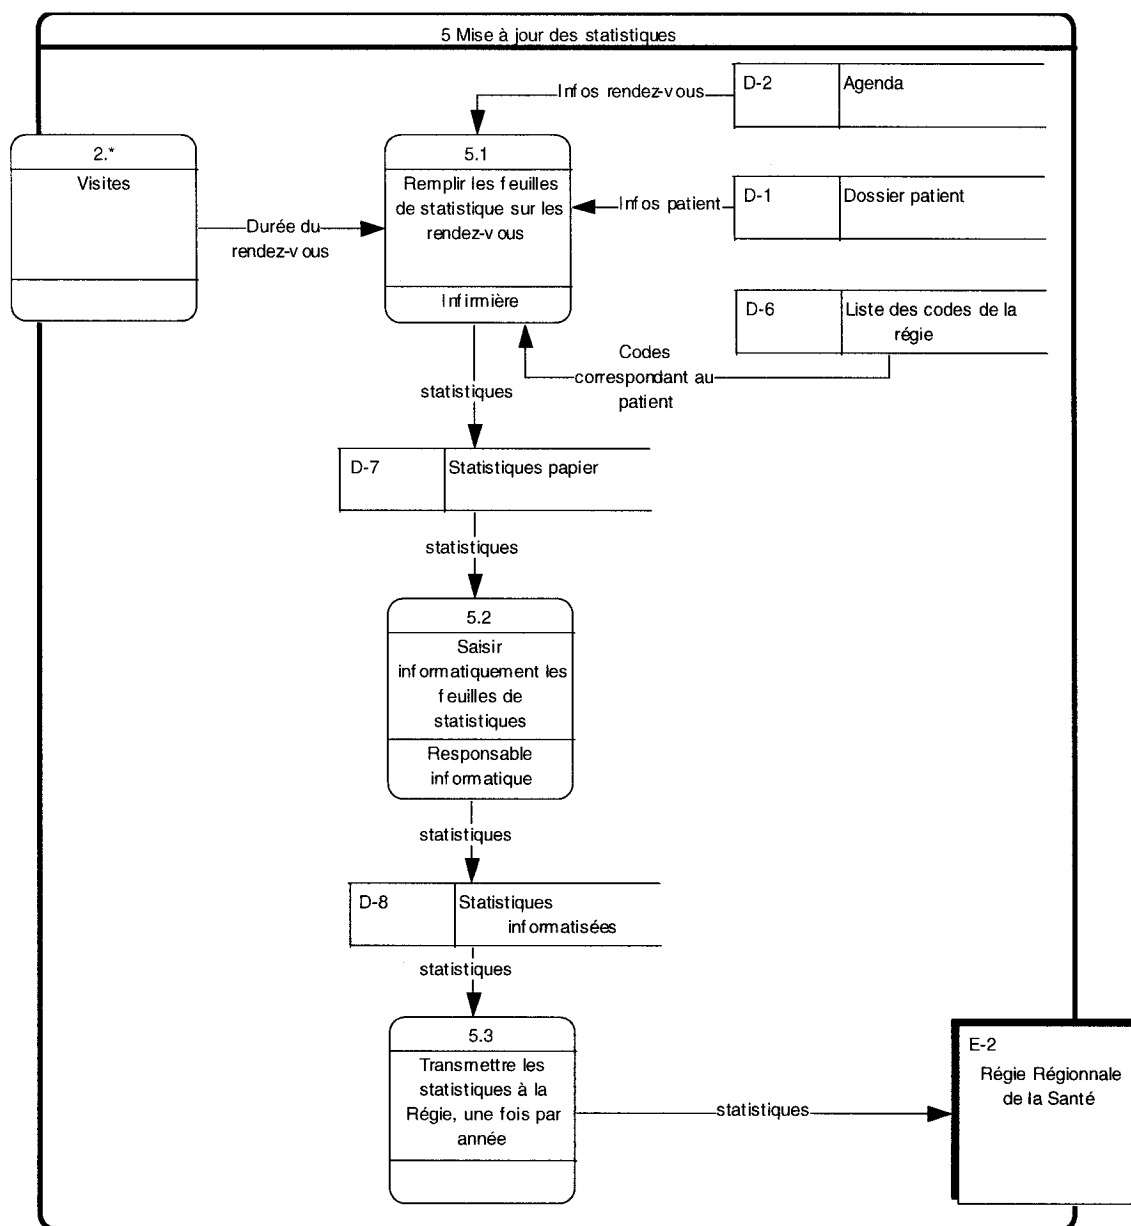 5 Mise à jour des statistiques
D-2
Agenda
Infos rendez-vous
2.*
Visites
5.1
Remplir les feuilles
de statistique sur les
rendez-vous
Infirmière
Infos patient
D-1
Dossier patient
Durée du
rendez-vous
D-6
Liste des codes de la
régie
Codes
correspondant au
patient
statistiques
D-7
Statistiques papier
statistiques
5.2
Saisir
informatiquement les
feuilles de
statistiques
Responsable
informatique
statistiques
D-8
Statistiques
informatisées
statistiques
5.3
Transmettre les
statistiques à la
Régie, une fois par
année
statistiques
E-2
Régie Régionnale
de la Santé